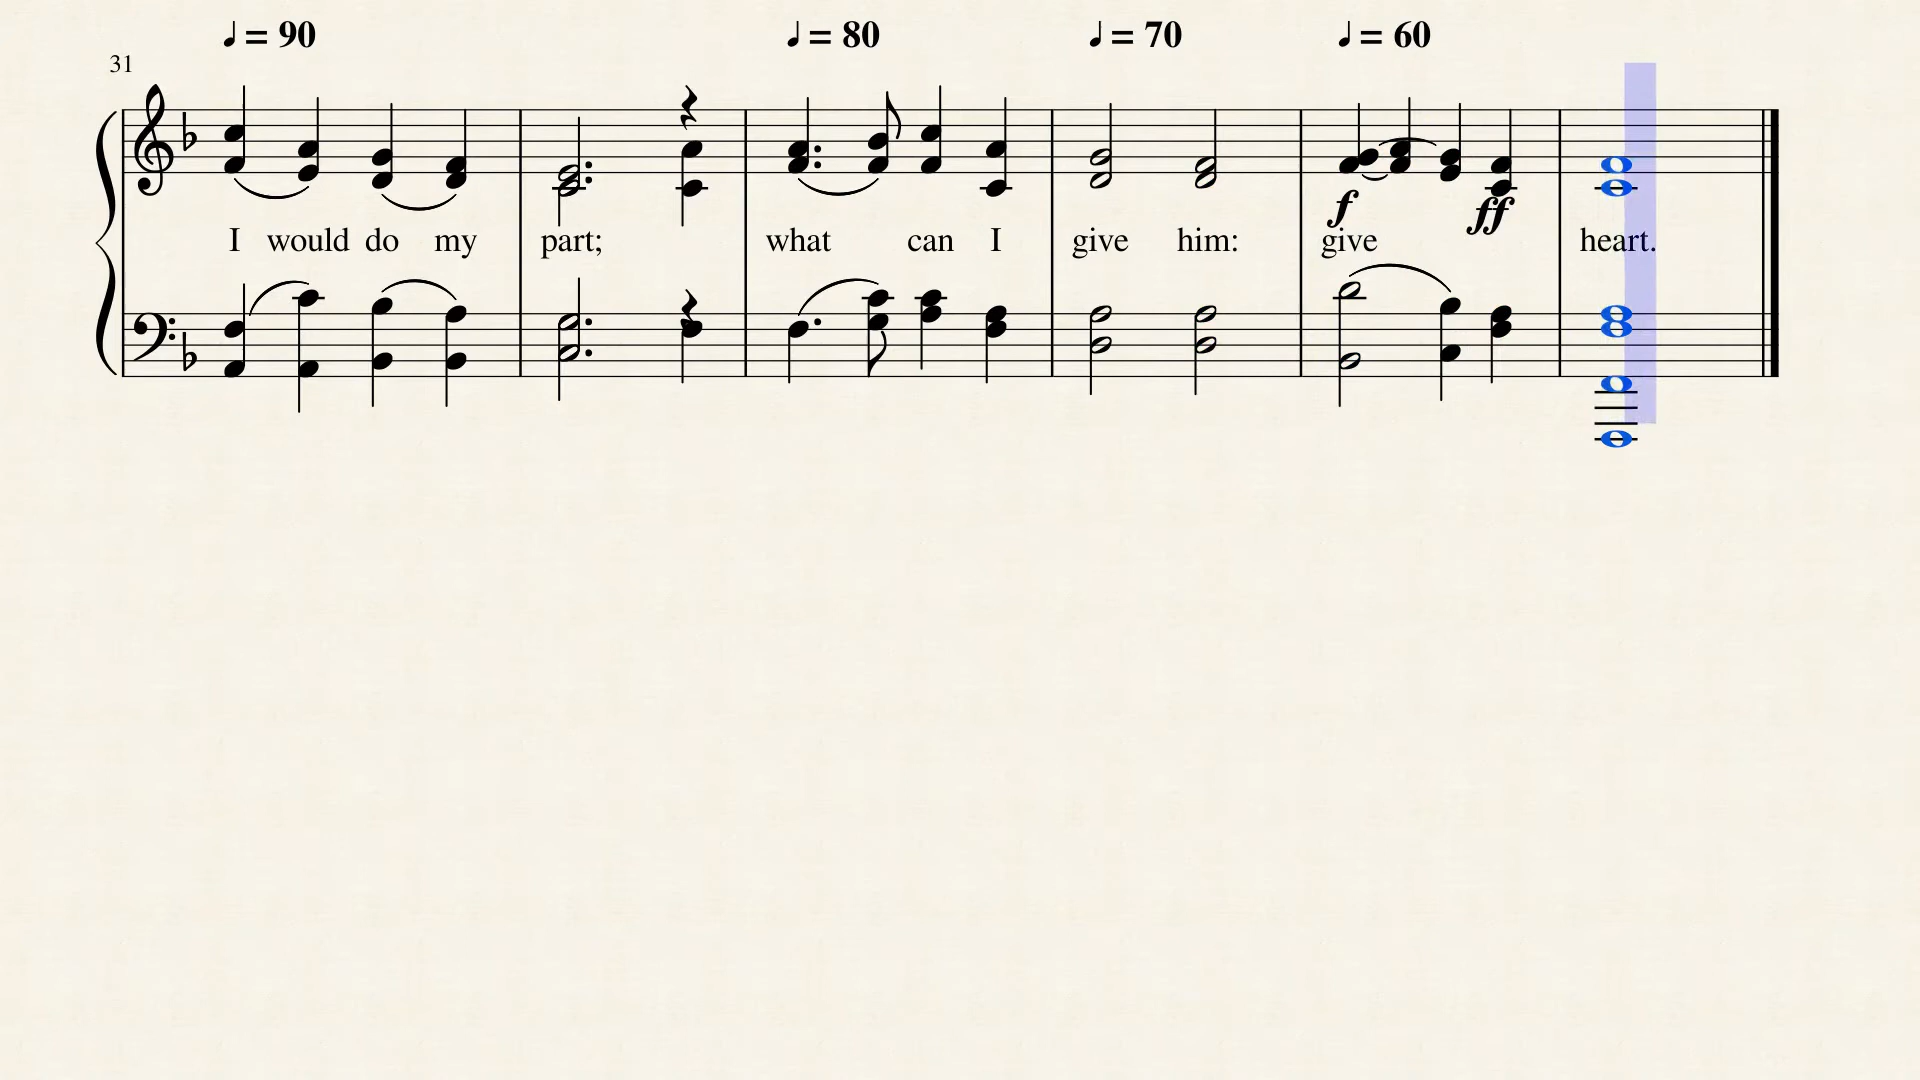 ♩ = 90 ♩ = 80 ♩ = 70 ♩ = 60
31
f ff
I would do my part; what can I give him: give heart.